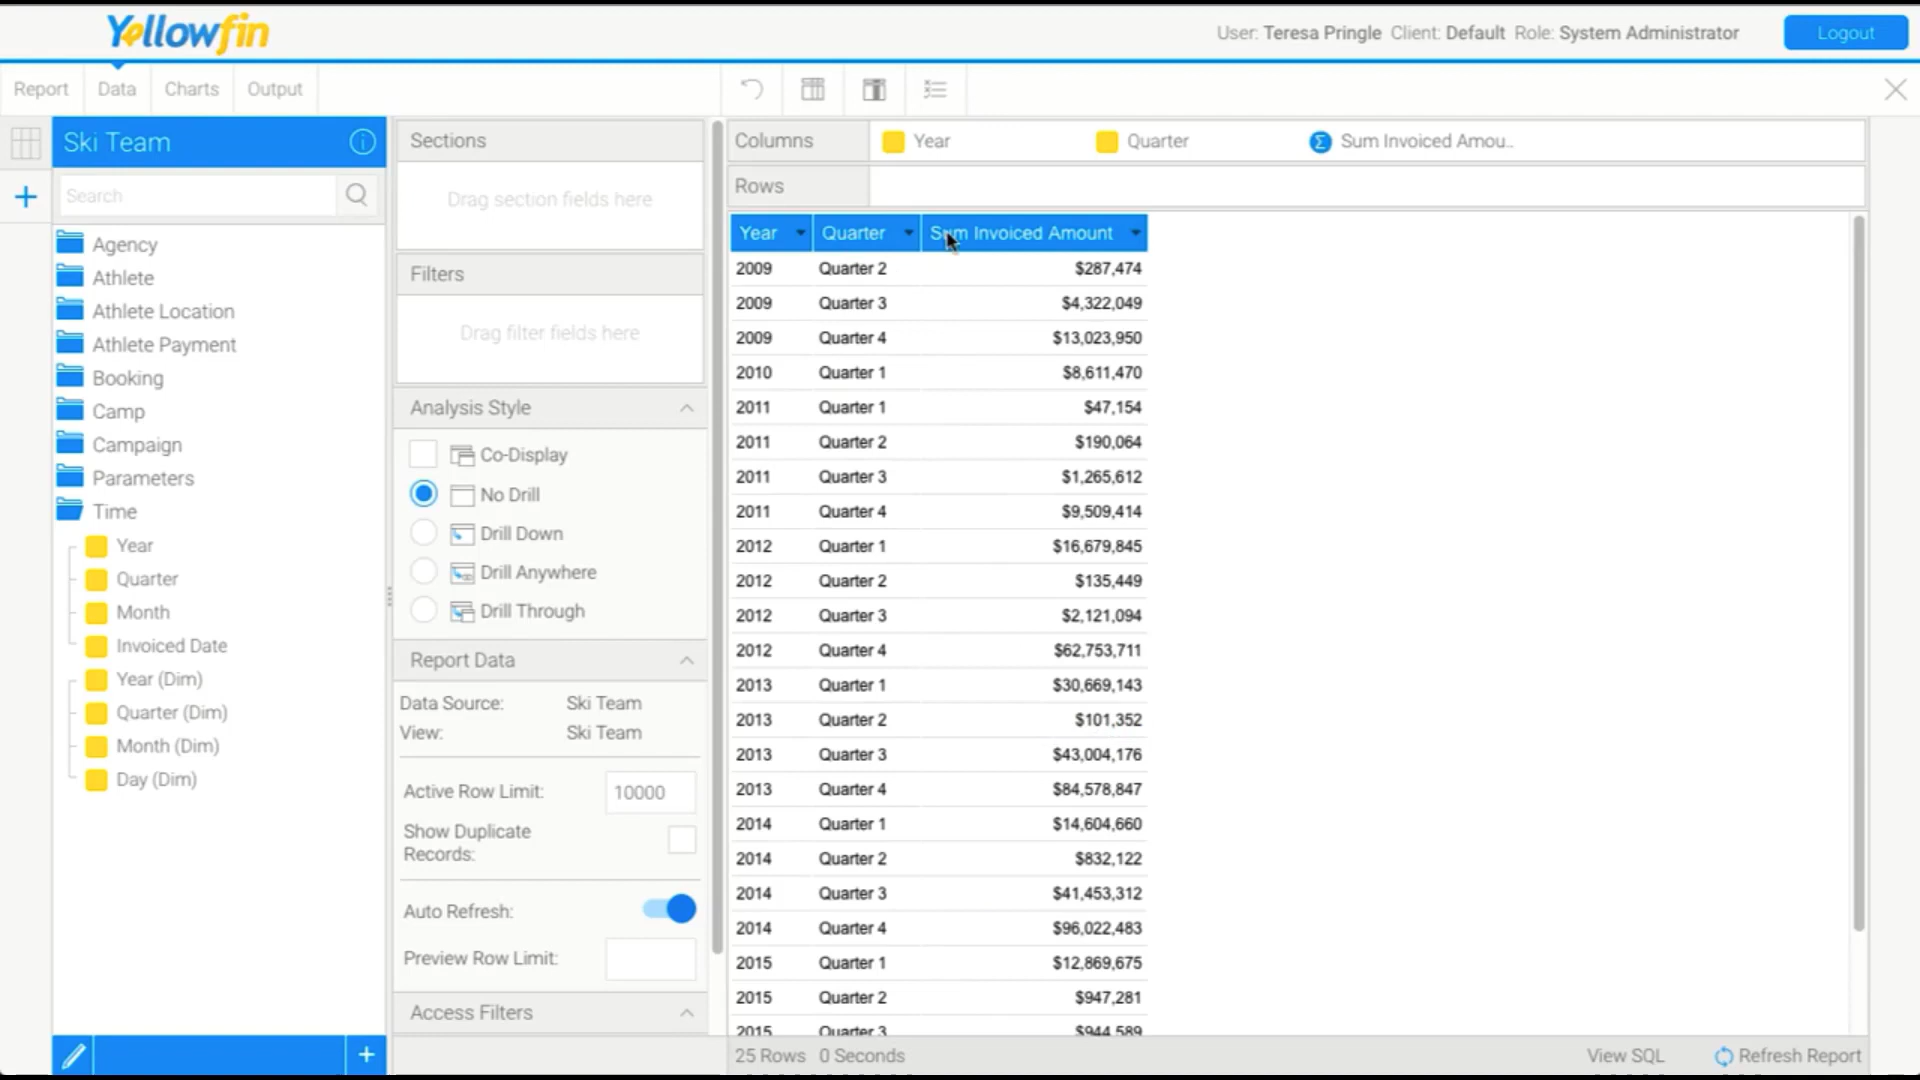 Yellowfin
User: Teresa Pringle Client: Default Role: System Administrator
Logout
Report Data Charts Output
Ski Team
Search
Agency
Athlete
Athlete Location
Athlete Payment
Booking
Camp
Campaign
Parameters
Time
Year
Quarter
Month
Invoiced Date
Year (Dim)
Quarter (Dim)
Month (Dim)
Day (Dim)
Sections
Drag section fields here
Filters
Drag filter fields here
Analysis Style
Co-Display
No Drill
Drill Down
Drill Anywhere
Drill Through
Report Data
Data Source: Ski Team
View: Ski Team
Active Row Limit: 10000
Show Duplicate
Records:
Auto Refresh:
Preview Row Limit:
Access Filters
Columns Year Quarter Sum Invoiced Amou..
Rows
Year Quarter Sum Invoiced Amount
2009 Quarter 2 $287,474
2009 Quarter 3 $4,322,049
2009 Quarter 4 $13,023,950
2010 Quarter 1 $8,611,470
2011 Quarter 1 $47,154
2011 Quarter 2 $190,064
2011 Quarter 3 $1,265,612
2011 Quarter 4 $9,509,414
2012 Quarter 1 $16,679,845
2012 Quarter 2 $135,449
2012 Quarter 3 $2,121,094
2012 Quarter 4 $62,753,711
2013 Quarter 1 $30,669,143
2013 Quarter 2 $101,352
2013 Quarter 3 $43,004,176
2013 Quarter 4 $84,578,847
2014 Quarter 1 $14,604,660
2014 Quarter 2 $832,122
2014 Quarter 3 $41,453,312
2014 Quarter 4 $96,022,483
2015 Quarter 1 $12,869,675
2015 Quarter 2 $947,281
2015 Quarter 3 $944,589
25 Rows 0 Seconds
View SQL Refresh Report